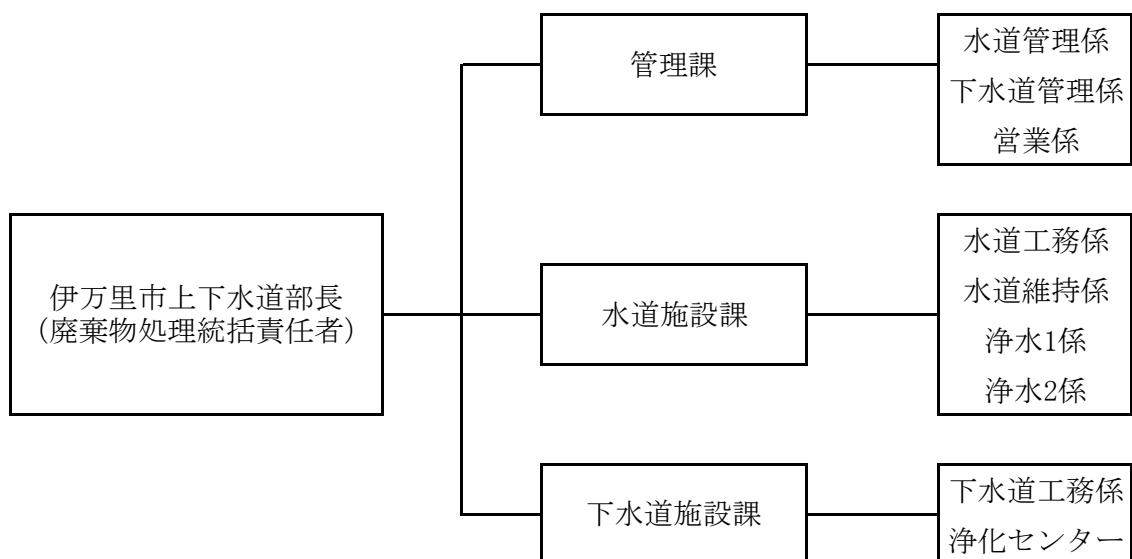 管理課
水道管理係
下水道管理係
営業係
伊万里市上下水道部長
(廃棄物処理統括責任者)
水道施設課
水道工務係
水道維持係
浄水1係
浄水2係
下水道施設課
下水道工務係
浄化センター